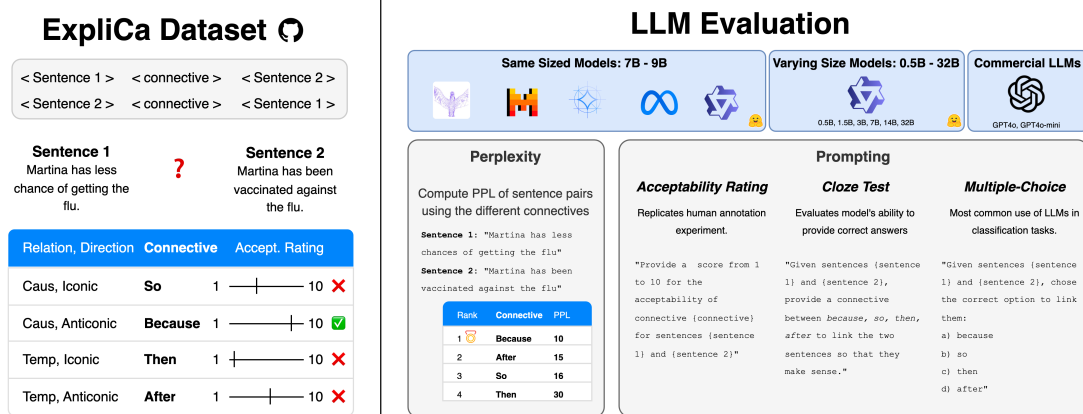 ExpliCa Dataset
< Sentence 1 > < connective > < Sentence 2 >
< Sentence 2 > < connective > < Sentence 1 >
Sentence 1
Martina has less
chance of getting the
flu.
?
Sentence 2
Martina has been
vaccinated against
the flu.
Relation, Direction Connective Accept. Rating
Caus, Iconic So 1 10
Caus, Anticonic Because 1 10
Temp, Iconic Then 1 10
Temp, Anticonic After 1 10
LLM Evaluation
Same Sized Models: 7B - 9B
Varying Size Models: 0.5B - 32B
0.5B, 1.5B, 3B, 7B, 14B, 32B
Commercial LLMs
GPT4o, GPT4o-mini
Perplexity
Compute PPL of sentence pairs
using the different connectives
Sentence 1: "Martina has less
chances of getting the flu"
Sentence 2: "Martina has been
vaccinated against the flu"
Rank Connective PPL
1 Because 10
2 After 15
3 So 16
4 Then 30
Prompting
Acceptability Rating
Replicates human annotation
experiment.
"Provide a score from 1
to 10 for the
acceptability of
connective {connective}
for sentences {sentence
1} and {sentence 2}"
Cloze Test
Evaluates model's ability to
provide correct answers
"Given sentences {sentence
1} and {sentence 2},
provide a connective
between because, so, then,
after to link the two
sentences so that they
make sense."
Multiple-Choice
Most common use of LLMs in
classification tasks.
"Given sentences {sentence
1} and {sentence 2}, chose
the correct option to link
them:
a) because
b) so
c) then
d) after"